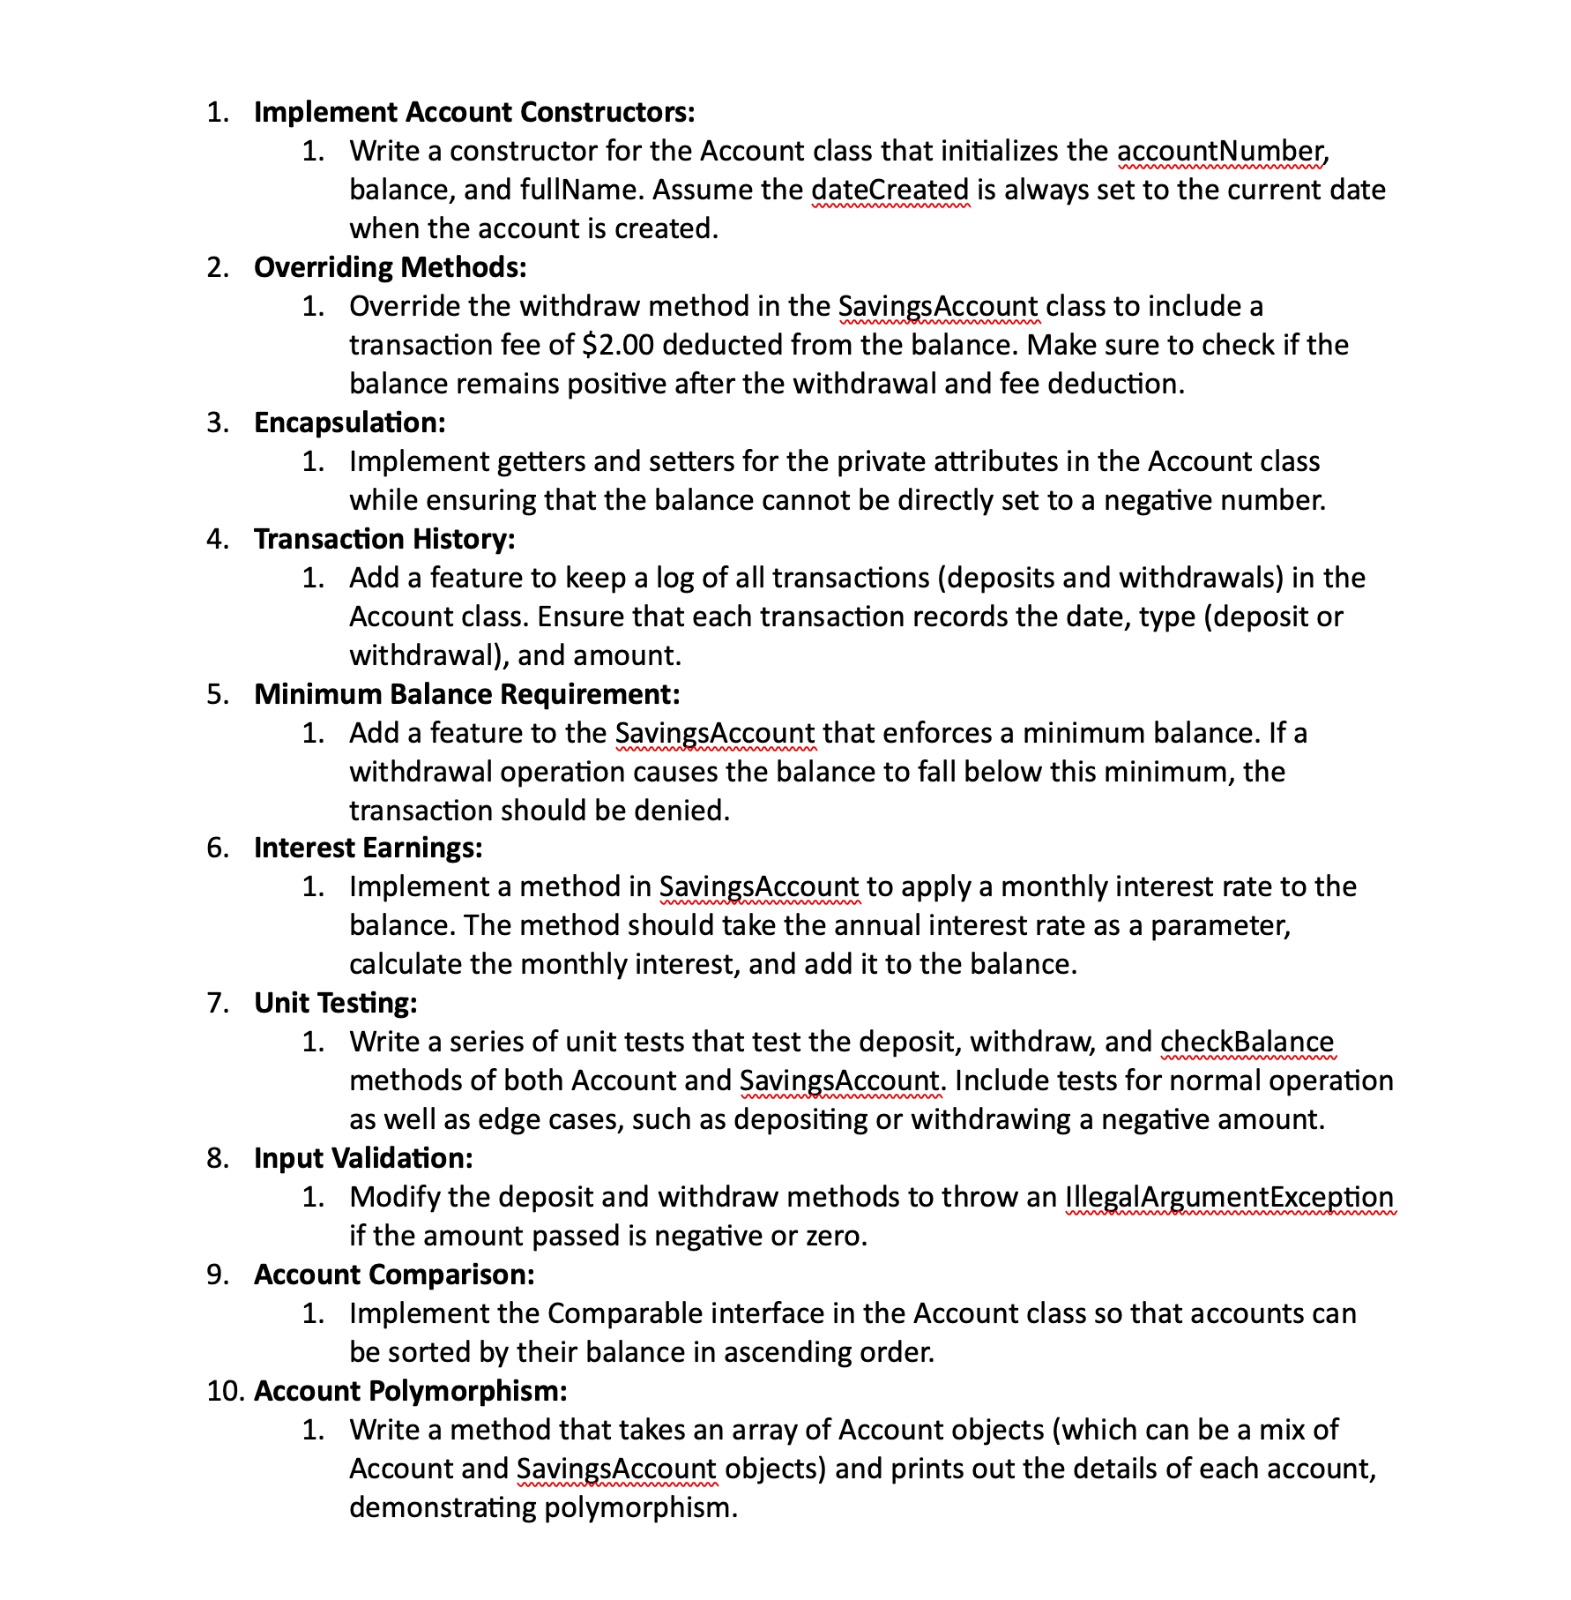 1. Implement Account Constructors:
1. Write a constructor for the Account class that initializes the accountNumber,
balance, and fullName. Assume the dateCreated is always set to the current date
when the account is created.
2. Overriding Methods:
1. Override the withdraw method in the SavingsAccount class to include a
transaction fee of $2.00 deducted from the balance. Make sure to check if the
balance remains positive after the withdrawal and fee deduction.
3. Encapsulation:
1. Implement getters and setters for the private attributes in the Account class
while ensuring that the balance cannot be directly set to a negative number.
4. Transaction History:
1. Add a feature to keep a log of all transactions (deposits and withdrawals) in the
Account class. Ensure that each transaction records the date, type (deposit or
withdrawal), and amount.
5. Minimum Balance Requirement:
1. Add a feature to the SavingsAccount that enforces a minimum balance. If a
withdrawal operation causes the balance to fall below this minimum, the
transaction should be denied.
6. Interest Earnings:
1. Implement a method in SavingsAccount to apply a monthly interest rate to the
balance. The method should take the annual interest rate as a parameter,
calculate the monthly interest, and add it to the balance.
7. Unit Testing:
1. Write a series of unit tests that test the deposit, withdraw, and checkBalance
methods of both Account and SavingsAccount. Include tests for normal operation
as well as edge cases, such as depositing or withdrawing a negative amount.
8. Input Validation:
1. Modify the deposit and withdraw methods to throw an IllegalArgumentException
if the amount passed is negative or zero.
9. Account Comparison:
1. Implement the Comparable interface in the Account class so that accounts can
be sorted by their balance in ascending order.
10. Account Polymorphism:
1. Write a method that takes an array of Account objects (which can be a mix of
Account and SavingsAccount objects) and prints out the details of each account,
demonstrating polymorphism.